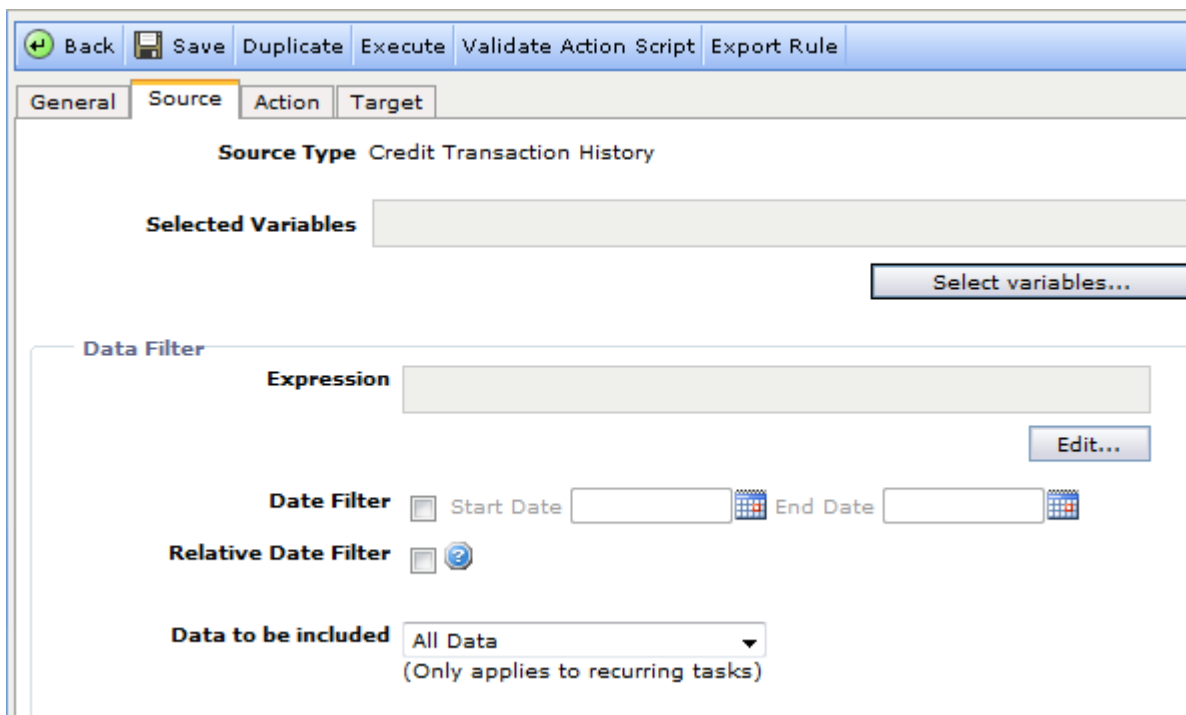 Back Save Duplicate Execute Validate Action Script Export Rule
General Source Action Target
Source Type Credit Transaction History
Selected Variables
Select variables...
Data Filter
Expression
Edit...
Date Filter Start Date End Date
Relative Date Filter ?
Data to be included All Data
(Only applies to recurring tasks)